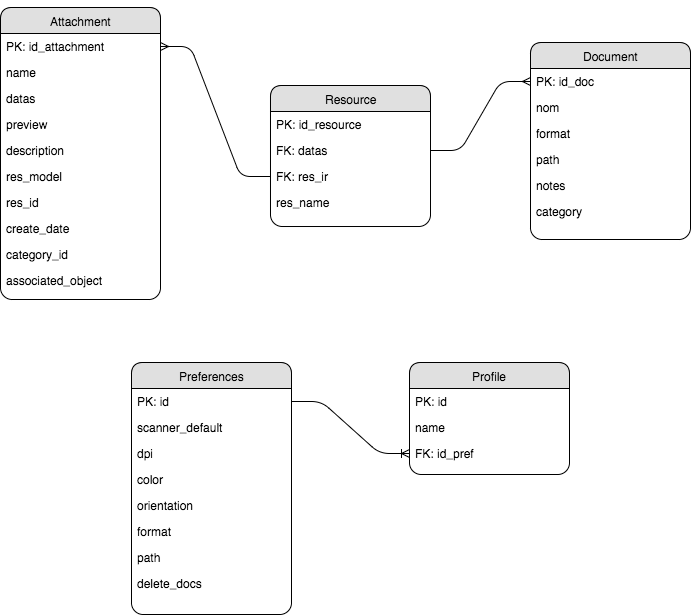 Attachment
PK: id_attachment
name
datas
preview
description
res_model
res_id
create_date
category_id
associated_object
Resource
PK: id_resource
FK: datas
FK: res_ir
res_name
Document
PK: id_doc
nom
format
path
notes
category
Preferences
PK: id
scanner_default
dpi
color
orientation
format
path
delete_docs
Profile
PK: id
name
FK: id_pref